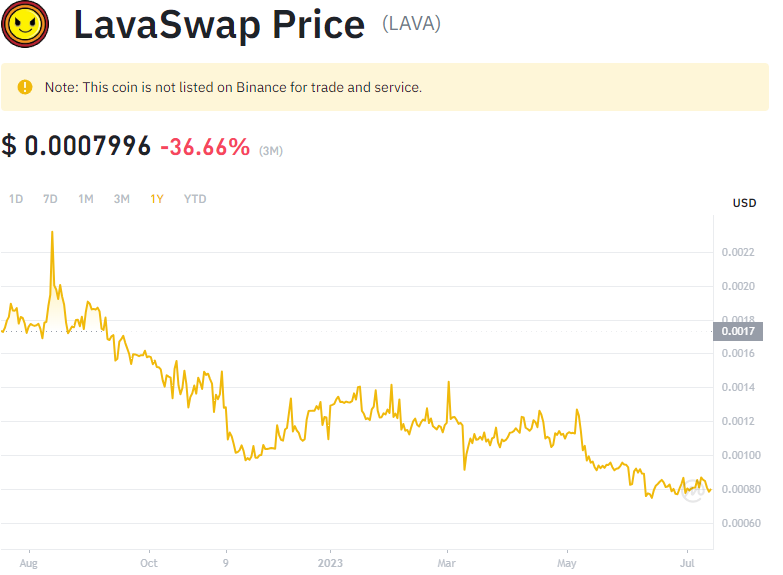 LavaSwap Price (LAVA)
Note: This coin is not listed on Binance for trade and service.
$ 0.0007996 -36.66% (3M)
1D 7D 1M 3M 1Y YTD
USD
0.0022
0.0020
0.0018
0.0017
0.0016
0.0014
0.0012
0.00100
0.00080
0.00060
Aug Oct 9 2023 Mar May Jul